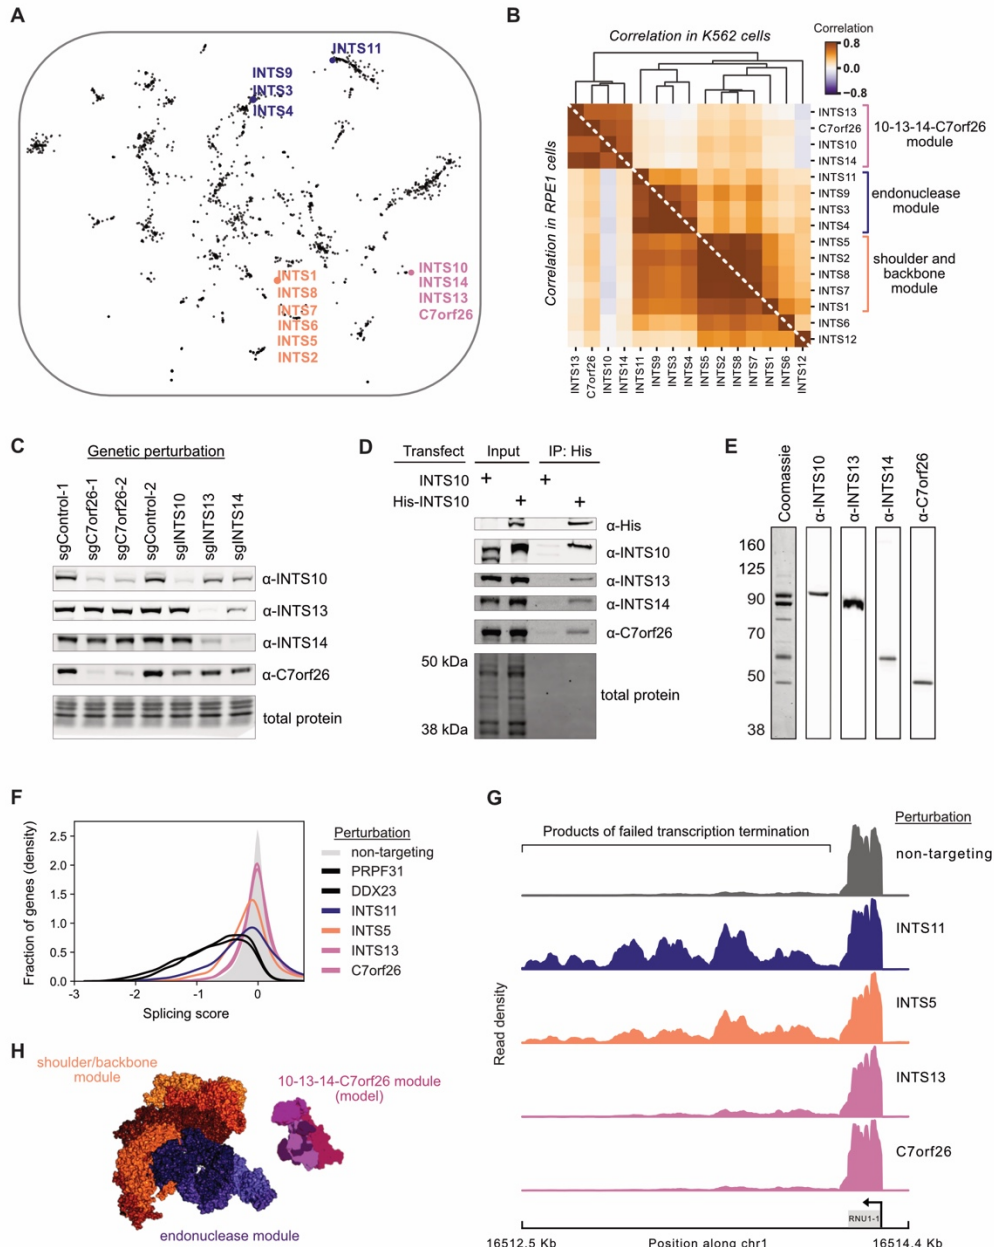 A
INTS11
INTS9
INTS3
INTS4
INTS1
INTS8
INTS7
INTS6
INTS5
INTS2
INTS10
INTS14
INTS13
C7orf26
B
Correlation in K562 cells
Correlation
0.8
0.0
−0.8
Correlation in RPE1 cells
INTS13
C7orf26
INTS10
INTS14
INTS11
INTS9
INTS3
INTS4
INTS5
INTS2
INTS8
INTS7
INTS1
INTS6
INTS12
10-13-14-C7orf26
module
endonuclease
module
shoulder and
backbone
module
INTS13
C7orf26
INTS10
INTS14
INTS11
INTS9
INTS3
INTS4
INTS5
INTS2
INTS8
INTS7
INTS1
INTS6
INTS12
C
Genetic perturbation
sgControl-1
sgC7orf26-1
sgC7orf26-2
sgControl-2
sgINTS10
sgINTS13
sgINTS14
α-INTS10
α-INTS13
α-INTS14
α-C7orf26
total protein
D
Transfect Input IP: His
INTS10 + +
His-INTS10 + +
α-His
α-INTS10
α-INTS13
α-INTS14
α-C7orf26
50 kDa
total protein
38 kDa
E
Coomassie
α-INTS10
α-INTS13
α-INTS14
α-C7orf26
160
125
90
70
50
38
F
Fraction of genes (density)
2.5
2.0
1.5
1.0
0.5
0.0
-3 -2 -1 0
Splicing score
Perturbation
non-targeting
PRPF31
DDX23
INTS11
INTS5
INTS13
C7orf26
G
Products of failed transcription termination
Perturbation
non-targeting
INTS11
INTS5
INTS13
C7orf26
Read density
RNU1-1
16512.5 Kb Position along chr1 16514.4 Kb
H
shoulder/backbone
module
10-13-14-C7orf26 module
(model)
endonuclease module